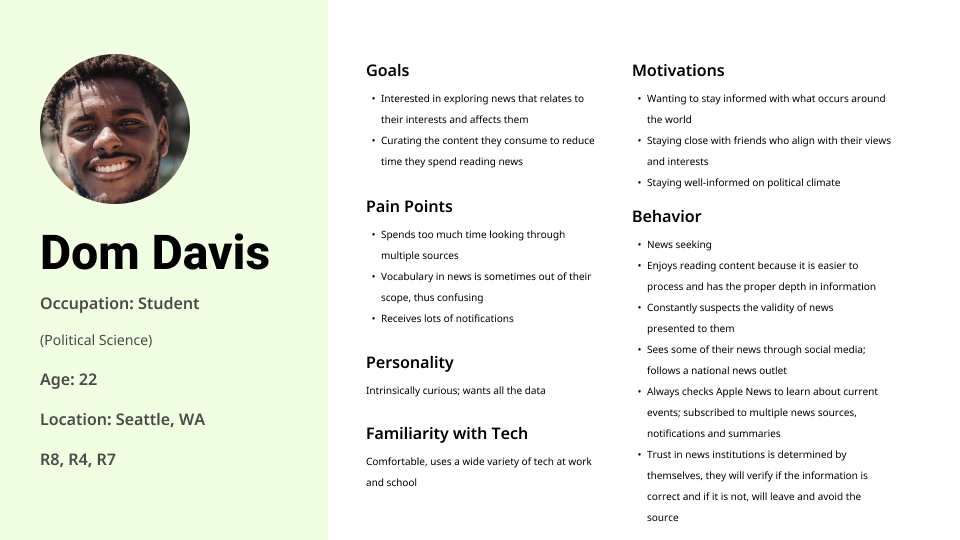 Dom Davis
Occupation: Student
(Political Science)
Age: 22
Location: Seattle, WA
R8, R4, R7
Goals
• Interested in exploring news that relates to
their interests and affects them
• Curating the content they consume to reduce
time they spend reading news
Pain Points
• Spends too much time looking through
multiple sources
• Vocabulary in news is sometimes out of their
scope, thus confusing
• Receives lots of notifications
Personality
Intrinsically curious; wants all the data
Familiarity with Tech
Comfortable, uses a wide variety of tech at work
and school
Motivations
• Wanting to stay informed with what occurs around
the world
• Staying close with friends who align with their views
and interests
• Staying well-informed on political climate
Behavior
• News seeking
• Enjoys reading content because it is easier to
process and has the proper depth in information
• Constantly suspects the validity of news
presented to them
• Sees some of their news through social media;
follows a national news outlet
• Always checks Apple News to learn about current
events; subscribed to multiple news sources,
notifications and summaries
• Trust in news institutions is determined by
themselves, they will verify if the information is
correct and if it is not, will leave and avoid the
source